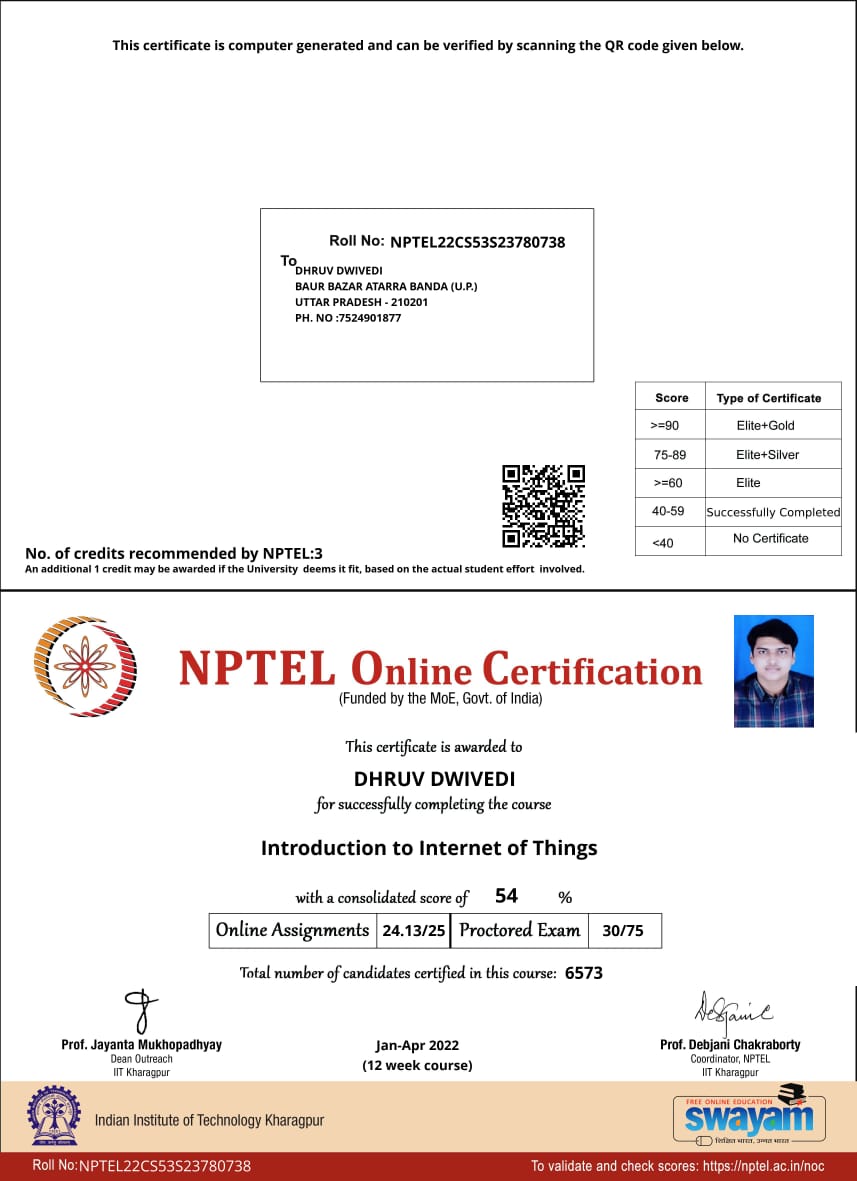 This certificate is computer generated and can be verified by scanning the QR code given below.
Roll No: NPTEL22CS53S23780738
To
DHRUV DWIVEDI
BAUR BAZAR ATARRA BANDA (U.P.)
UTTAR PRADESH - 210201
PH. NO :7524901877
Score Type of Certificate
>=90 Elite+Gold
75-89 Elite+Silver
>=60 Elite
40-59 Successfully Completed
<40 No Certificate
No. of credits recommended by NPTEL:3
An additional 1 credit may be awarded if the University deems it fit, based on the actual student effort involved.
NPTEL Online Certification
(Funded by the MoE, Govt. of India)
This certificate is awarded to
DHRUV DWIVEDI
for successfully completing the course
Introduction to Internet of Things
with a consolidated score of 54 %
Online Assignments 24.13/25 Proctored Exam 30/75
Total number of candidates certified in this course: 6573
Prof. Jayanta Mukhopadhyay
Dean Outreach
IIT Kharagpur
Jan-Apr 2022
(12 week course)
Prof. Debjani Chakraborty
Coordinator, NPTEL
IIT Kharagpur
Indian Institute of Technology Kharagpur
FREE ONLINE EDUCATION
swayam
शिक्षित भारत, उन्नत भारत
Roll No:NPTEL22CS53S23780738
To validate and check scores: https://nptel.ac.in/noc